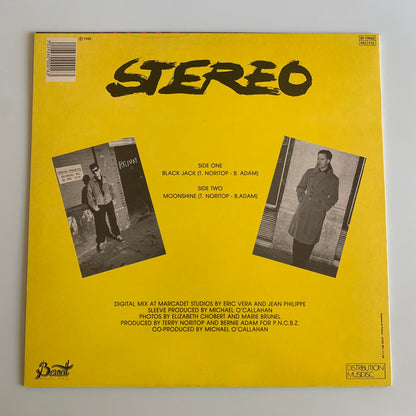 ℗ 1985
STEREO
SIDE ONE
BLACK JACK (T. NORITOP - B. ADAM)
SIDE TWO
MOONSHINE (T. NORITOP - B.ADAM)
DIGITAL MIX AT MARCADET STUDIOS BY ERIC VERA AND JEAN PHILIPPE
SLEEVE PRODUCED BY MICHAEL O'CALLAHAN
PHOTOS BY ELIZABETH CHOBERT AND MARIE BRUNEL
PRODUCED BY TERRY NORITOP AND BERNIE ADAM FOR P.N.C.B.Z.
CO-PRODUCED BY MICHAEL O'CALLAHAN
DISTRIBUTION
MUSIDISC